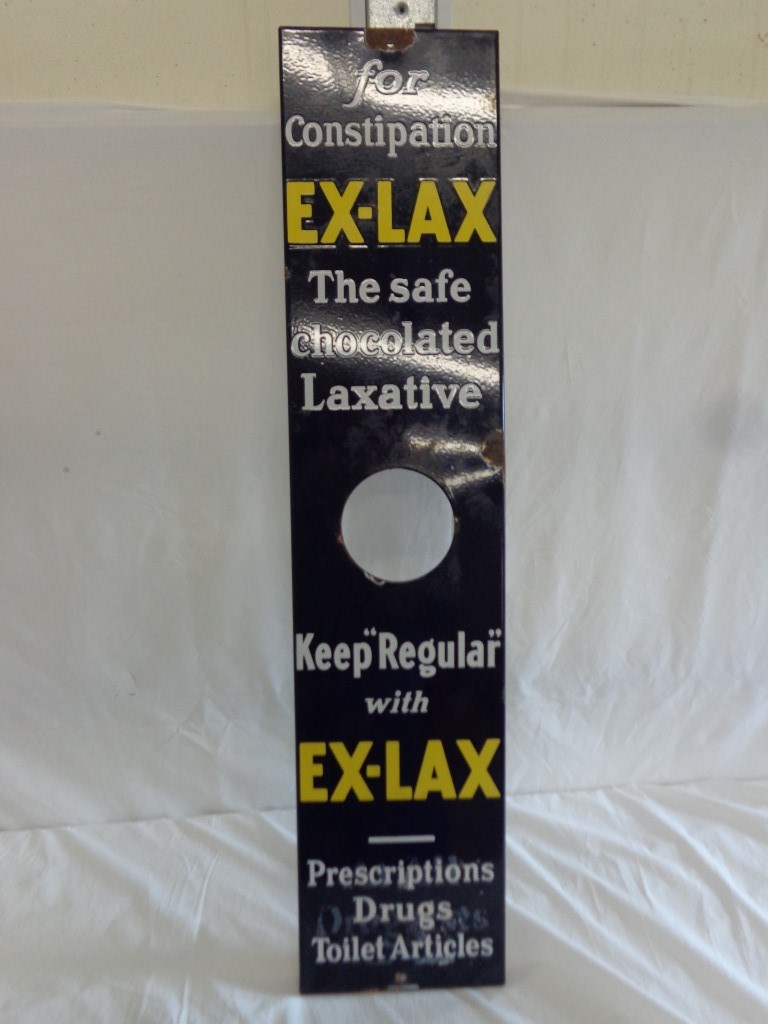 for
Constipation
EX-LAX
The safe
chocolated
Laxative
Keep "Regular"
with
EX-LAX
Prescriptions
Drugs
Toilet Articles